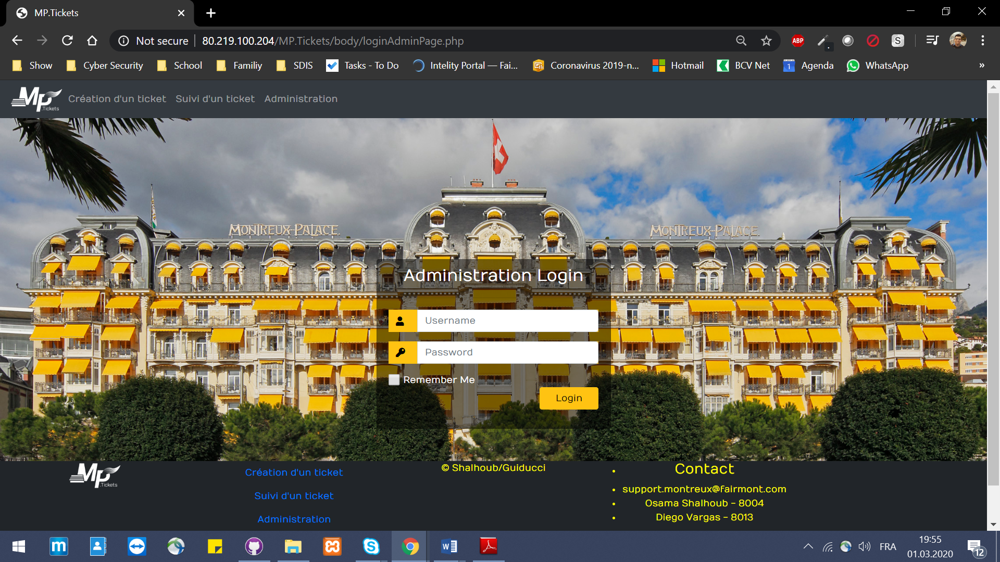 MP.Tickets
Not secure
80.219.100.204/MP.Tickets/body/loginAdminPage.php
ABP
S
Show
Cyber Security
School
Familiy
SDIS
Tasks - To Do
Intelity Portal — Fai...
Coronavirus 2019-n...
Hotmail
BCV Net
1
Agenda
WhatsApp
»
Mp
.Tickets
Création d'un ticket
Suivi d'un ticket
Administration
MONTREUX-PALACE
MONTREUX-PALACE
Administration Login
Username
Password
Remember Me
Login
Mp
.Tickets
Création d'un ticket
Suivi d'un ticket
Administration
© Shalhoub/Guiducci
Contact
support.montreux@fairmont.com
Osama Shalhoub - 8004
Diego Vargas - 8013
m
S
W
FRA
19:55
01.03.2020
12